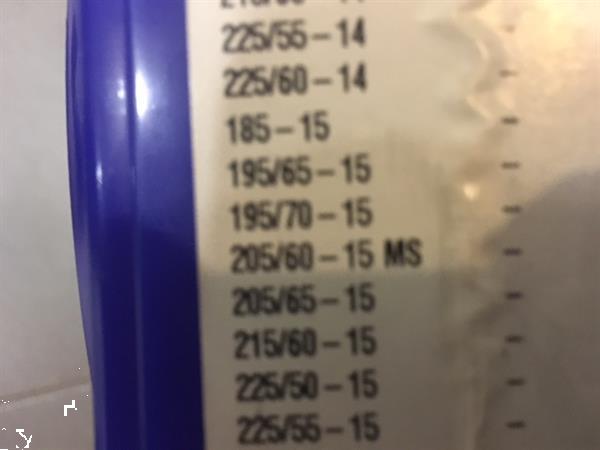 225/55 – 14 -
225/60 – 14 -
185 – 15 -
195/65 – 15 -
195/70 – 15 -
205/60 – 15 MS -
205/65 – 15 -
215/60 – 15 -
225/50 – 15 -
225/55 – 15 -